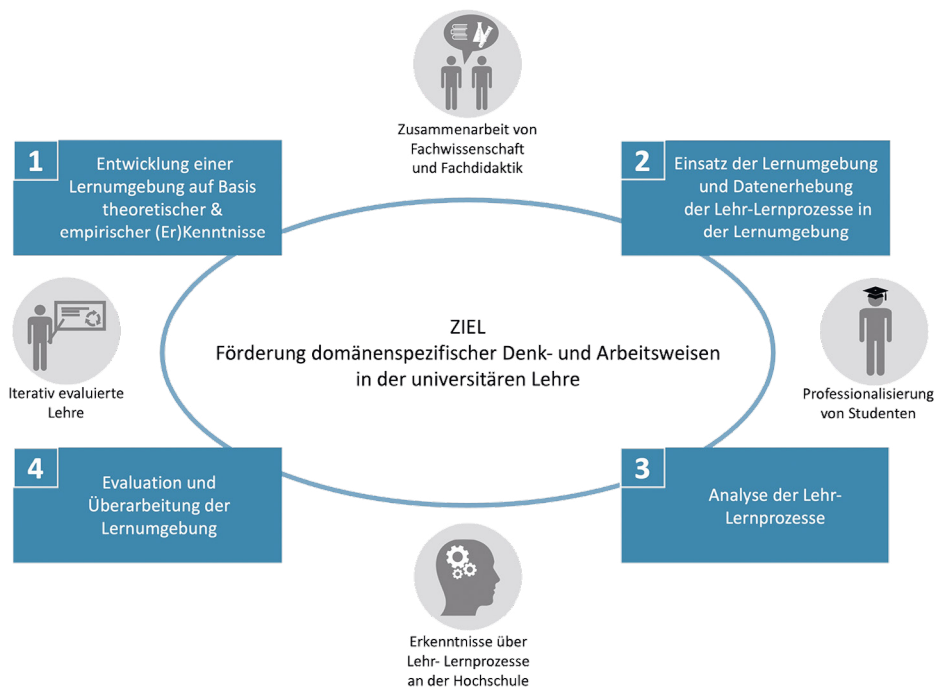 Zusammenarbeit von
Fachwissenschaft
und Fachdidaktik
1
Entwicklung einer
Lernumgebung auf Basis
theoretischer &
empirischer (Er)Kenntnisse
2
Einsatz der Lernumgebung
und Datenerhebung
der Lehr-Lernprozesse in
der Lernumgebung
Iterativ evaluierte
Lehre
ZIEL
Förderung domänenspezifischer Denk- und Arbeitsweisen
in der universitären Lehre
Professionalisierung
von Studenten
4
Evaluation und
Überarbeitung der
Lernumgebung
3
Analyse der Lehr-
Lernprozesse
Erkenntnisse über
Lehr- Lernprozesse
an der Hochschule